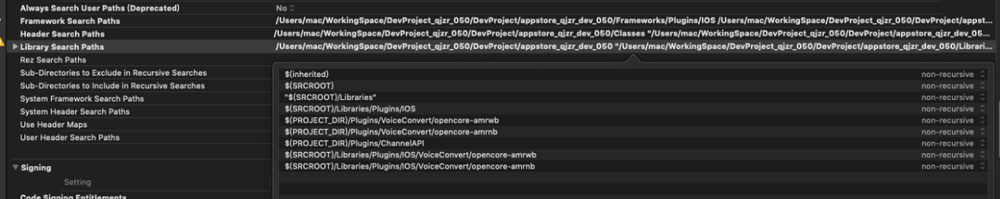 Always Search User Paths (Deprecated) No
Framework Search Paths /Users/mac/WorkingSpace/DevProject_qjzr_050/DevProject/appstore_qjzr_dev_050/Frameworks/Plugins/IOS /Users/mac/WorkingSpace/DevProject_qjzr_050/DevProject/appst...
Header Search Paths /Users/mac/WorkingSpace/DevProject_qjzr_050/DevProject/appstore_qjzr_dev_050/Classes "/Users/mac/WorkingSpace/DevProject_qjzr_050/DevProject/appstore_qjzr_dev_05...
Library Search Paths /Users/mac/WorkingSpace/DevProject_qjzr_050/DevProject/appstore_qjzr_dev_050 "/Users/mac/WorkingSpace/DevProject_qjzr_050/DevProject/appstore_qjzr_dev_050/Librari...
Rez Search Paths
Sub-Directories to Exclude in Recursive Searches
Sub-Directories to Include in Recursive Searches
System Framework Search Paths
System Header Search Paths
Use Header Maps
User Header Search Paths
$(inherited) non-recursive
$(SRCROOT) non-recursive
"$(SRCROOT)/Libraries" non-recursive
$(SRCROOT)/Libraries/Plugins/IOS non-recursive
$(PROJECT_DIR)/Plugins/VoiceConvert/opencore-amrwb non-recursive
$(PROJECT_DIR)/Plugins/VoiceConvert/opencore-amrnb non-recursive
$(PROJECT_DIR)/Plugins/ChannelAPI non-recursive
$(SRCROOT)/Libraries/Plugins/IOS/VoiceConvert/opencore-amrwb non-recursive
$(SRCROOT)/Libraries/Plugins/IOS/VoiceConvert/opencore-amrnb non-recursive
Signing
Setting
Code Signing Entitlements